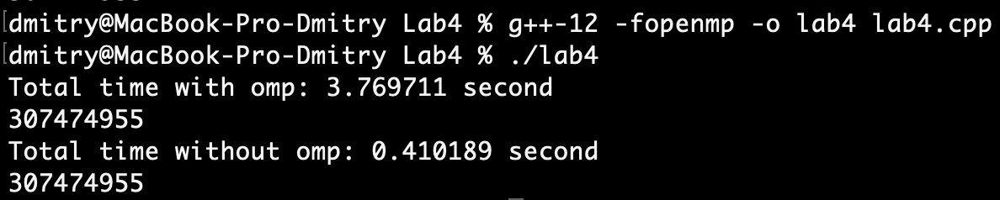 [dmitry@MacBook-Pro-Dmitry Lab4 % g++-12 -fopenmp -o lab4 lab4.cpp
[dmitry@MacBook-Pro-Dmitry Lab4 % ./lab4
Total time with omp: 3.769711 second
307474955
Total time without omp: 0.410189 second
307474955